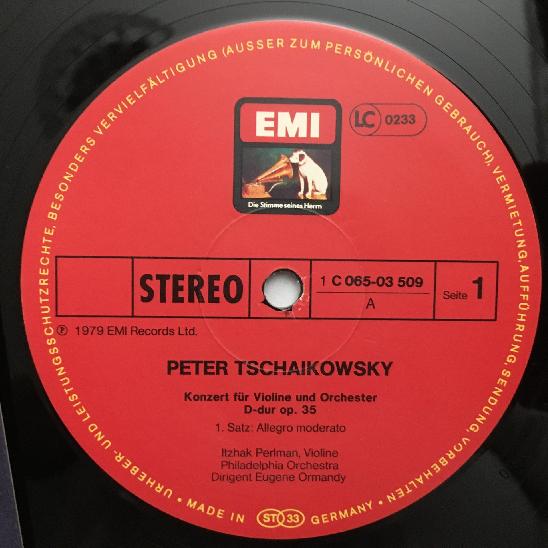 URHEBER- UND LEISTUNGSSCHUTZRECHTE, BESONDERS VERVIELFÄLTIGUNG (AUSSER ZUM PERSÖNLICHEN GEBRAUCH), VERMIETUNG, AUFFÜHRUNG, SENDUNG, VORBEHALTEN
EMI
LC 0233
Die Stimme seines Herrn
STEREO
1 C 065-03 509
A
Seite 1
℗ 1979 EMI Records Ltd.
PETER TSCHAIKOWSKY
Konzert für Violine und Orchester
D-dur op. 35
1. Satz: Allegro moderato
Itzhak Perlman, Violine
Philadelphia Orchestra
Dirigent Eugene Ormandy
• MADE IN ST 33 GERMANY •